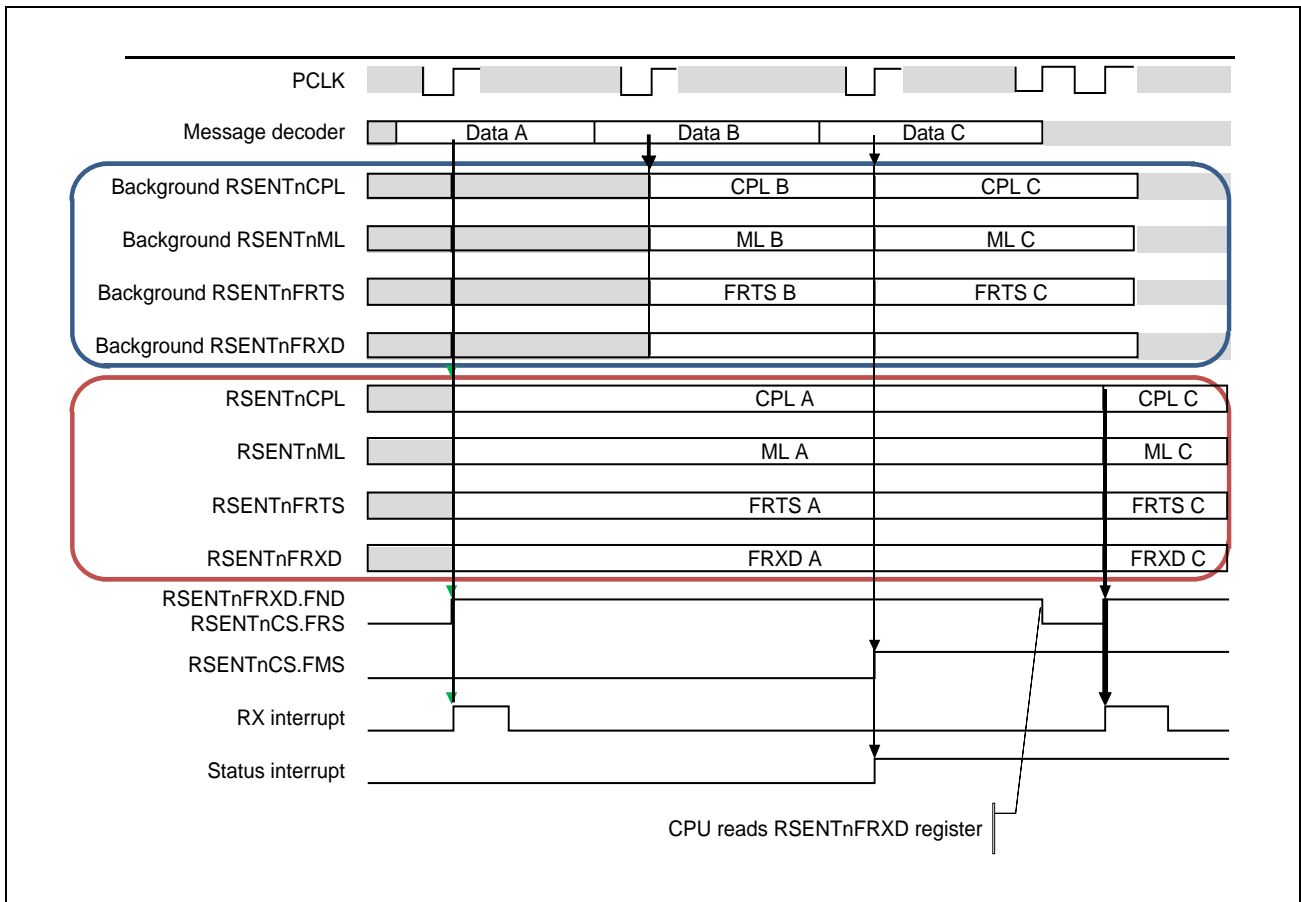 PCLK
Message decoder Data A Data B Data C
Background RSENTnCPL CPL B CPL C
Background RSENTnML ML B ML C
Background RSENTnFRTS FRTS B FRTS C
Background RSENTnFRXD
RSENTnCPL CPL A CPL C
RSENTnML ML A ML C
RSENTnFRTS FRTS A FRTS C
RSENTnFRXD FRXD A FRXD C
RSENTnFRXD.FND
RSENTnCS.FRS
RSENTnCS.FMS
RX interrupt
Status interrupt
CPU reads RSENTnFRXD register